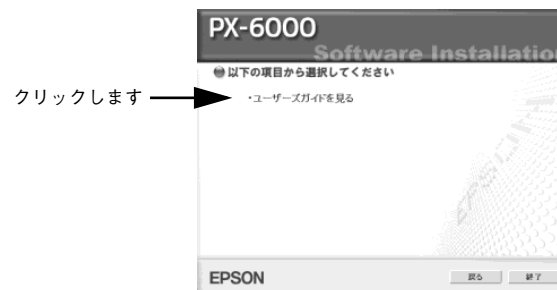 PX-6000
Software Installatio
以下の項目から選択してください
クリックします
・ユーザーズガイドを見る
EPSON
EPSON
戻る
終了